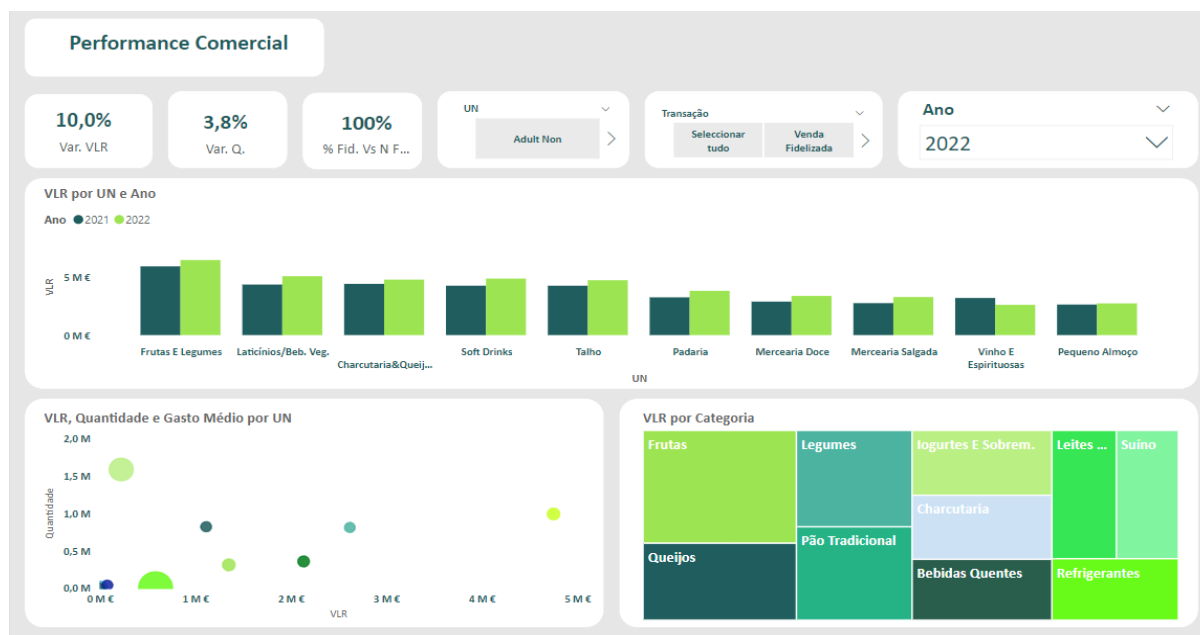 Performance Comercial
10,0%
Var. VLR
3,8%
Var. Q.
100%
% Fid. Vs N F...
UN
Adult Non
Transação
Seleccionar
tudo
Venda
Fidelizada
Ano
2022
VLR por UN e Ano
Ano 2021 2022
VLR
5 M €
0 M €
Frutas E Legumes
Laticínios/Beb. Veg.
Charcutaria&Queij...
Soft Drinks
Talho
Padaria
Mercearia Doce
Mercearia Salgada
Vinho E
Espirituosas
Pequeno Almoço
UN
VLR, Quantidade e Gasto Médio por UN
Quantidade
2,0 M
1,5 M
1,0 M
0,5 M
0,0 M
0 M €
1 M €
2 M €
3 M €
4 M €
5 M €
VLR
VLR por Categoria
Frutas
Queijos
Legumes
Pão Tradicional
Iogurtes E Sobrem.
Charcutaria
Bebidas Quentes
Leites ...
Suíno
Refrigerantes